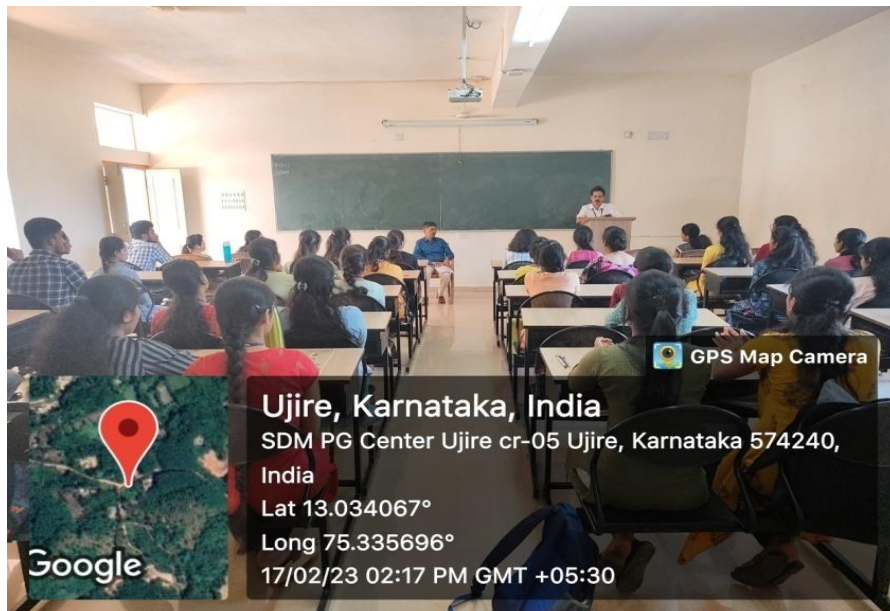 GPS Map Camera
Ujire, Karnataka, India
SDM PG Center Ujire cr-05 Ujire, Karnataka 574240,
India
Lat 13.034067°
Long 75.335696°
17/02/23 02:17 PM GMT +05:30
Google